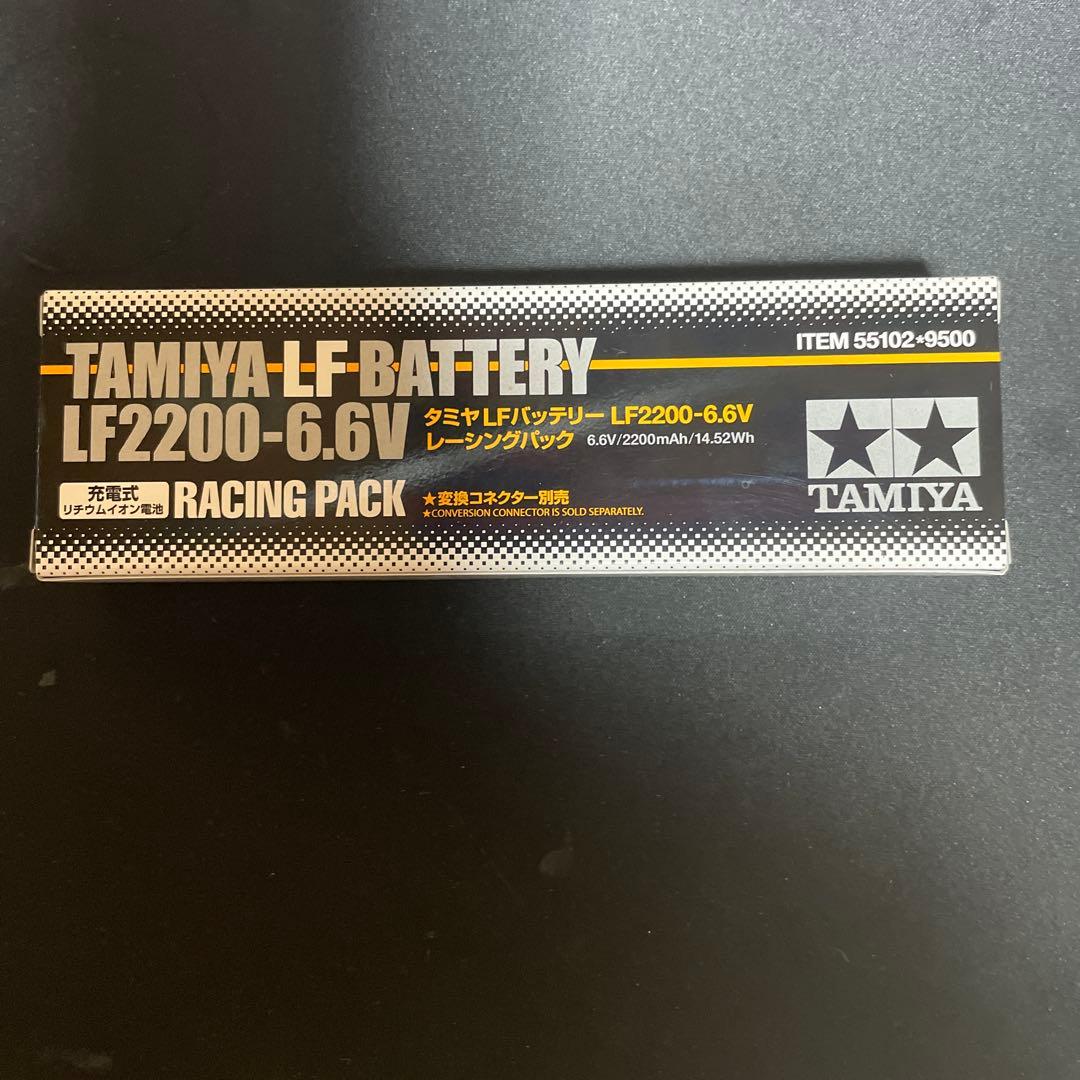 TAMIYA LF BATTERY
LF2200-6.6V
タミヤLFバッテリー LF2200-6.6V
レーシングパック 6.6V/2200mAh/14.52Wh
充電式
リチウムイオン電池
RACING PACK
★変換コネクター別売
★CONVERSION CONNECTOR IS SOLD SEPARATELY.
ITEM 55102★9500
TAMIYA